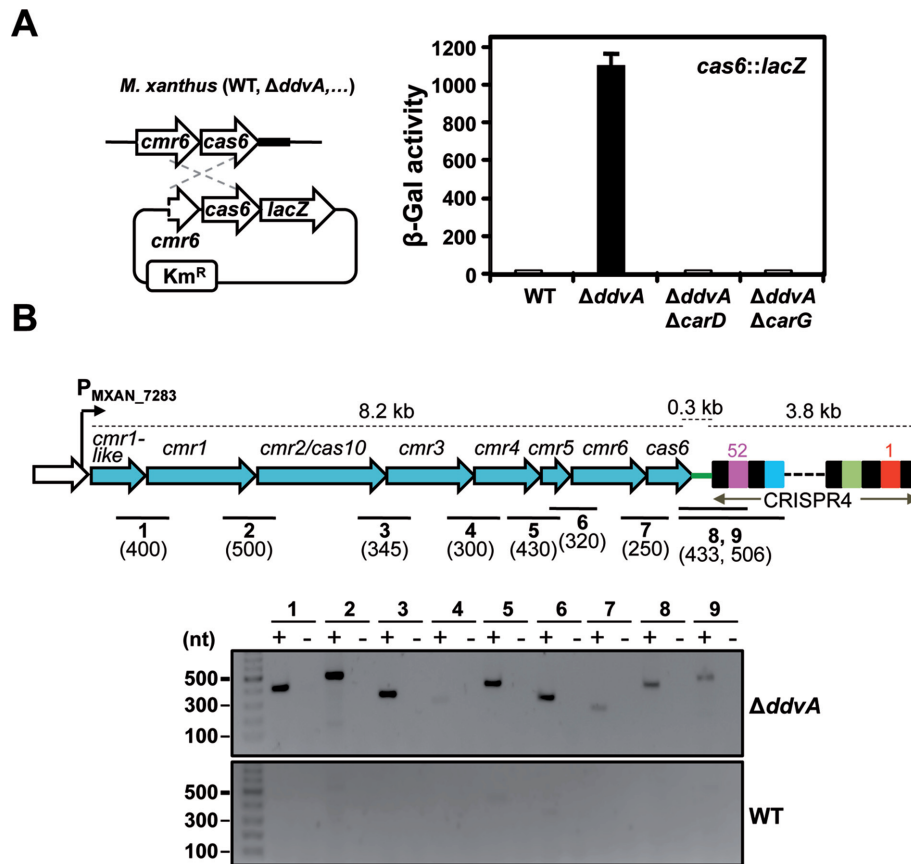 A
M. xanthus (WT, ΔddvA,...)
cmr6 cas6
cas6 lacZ
cmr6
Km^R
cas6::lacZ
β-Gal activity
1200
1000
800
600
400
200
0
WT ΔddvA ΔddvA ΔcarD ΔddvA ΔcarG
B
P_MXAN_7283
8.2 kb 0.3 kb 3.8 kb
cmr1-like cmr1 cmr2/cas10 cmr3 cmr4 cmr5 cmr6 cas6
52 1
CRISPR4
1 2 3 4 5 6 7 8, 9
(400) (500) (345) (300) (430) (320) (250) (433, 506)
1 2 3 4 5 6 7 8 9
(nt) + - + - + - + - + - + - + - + - + -
500
300
100
ΔddvA
500
300
100
WT